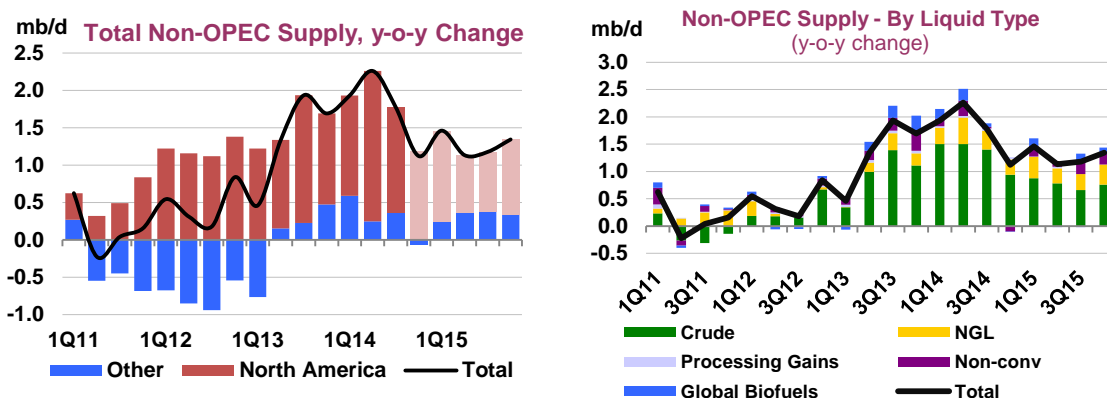 mb/d
Total Non-OPEC Supply, y-o-y Change
2.5
2.0
1.5
1.0
0.5
0.0
-0.5
-1.0
1Q11 1Q12 1Q13 1Q14 1Q15
Other North America Total
Non-OPEC Supply - By Liquid Type
mb/d
(y-o-y change)
3.0
2.5
2.0
1.5
1.0
0.5
0.0
-0.5
1Q11 3Q11 1Q12 3Q12 1Q13 3Q13 1Q14 3Q14 1Q15 3Q15
Crude NGL
Processing Gains Non-conv
Global Biofuels Total